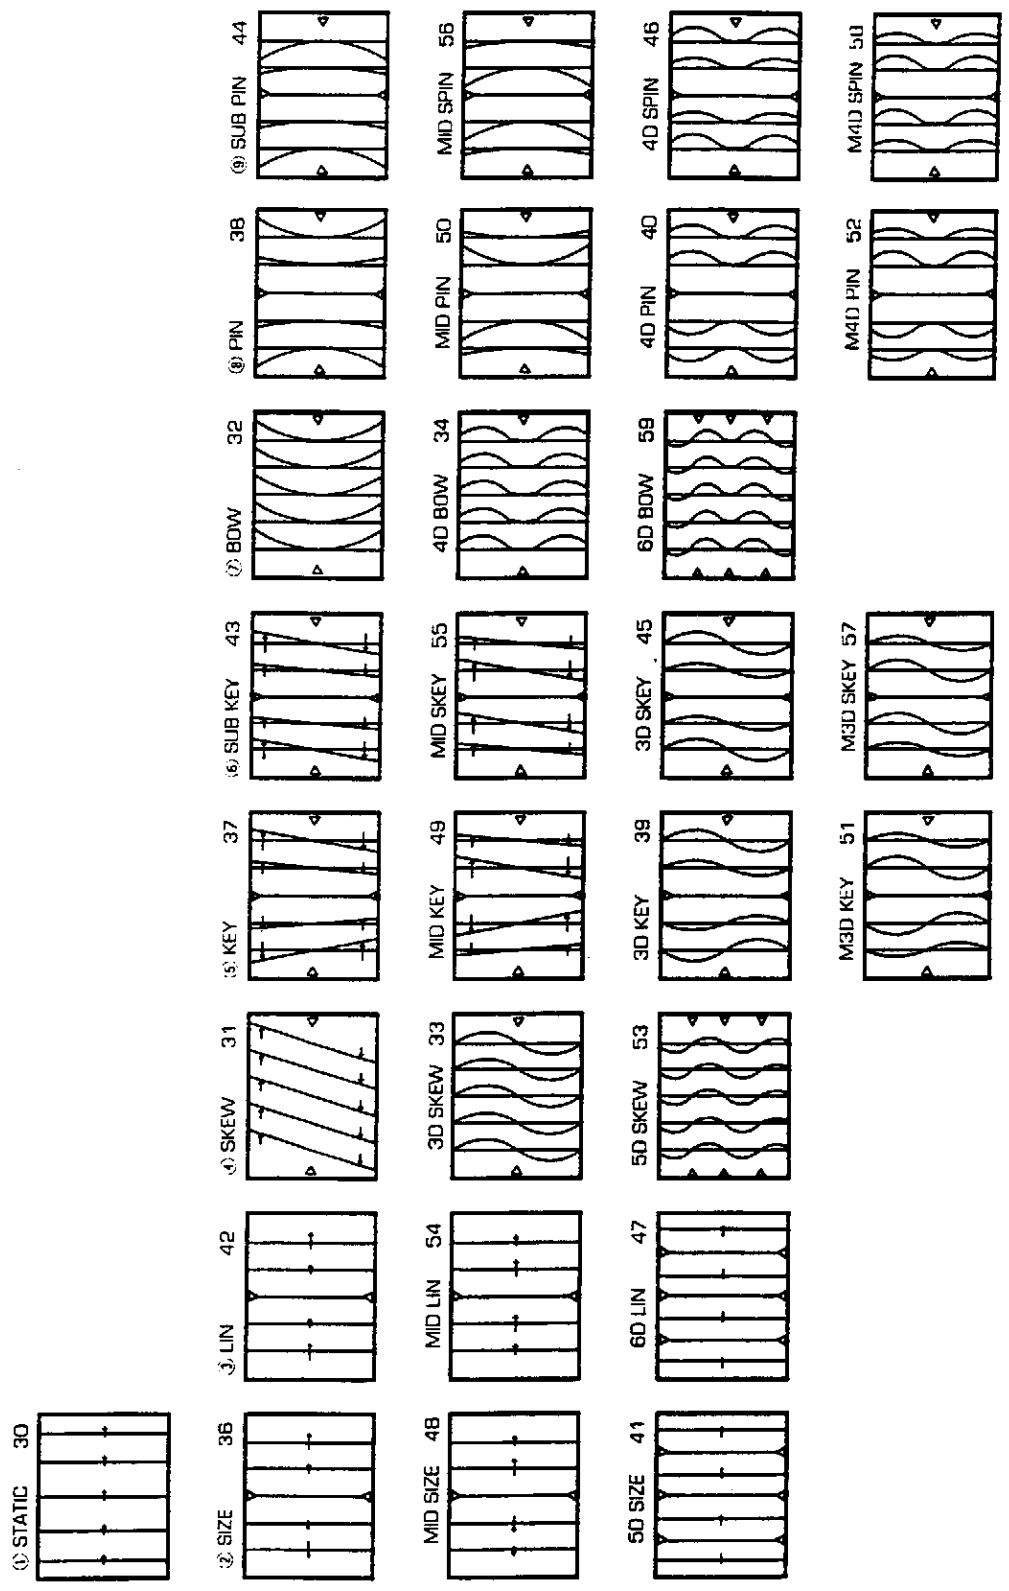 ① STATIC 30
② SIZE 36
MID SIZE 48
5D SIZE 41
③ LIN 42
MID LIN 54
6D LIN 47
④ SKEW 31
3D SKEW 33
5D SKEW 53
⑤ KEY 37
MID KEY 49
3D KEY 39
M3D KEY 51
⑥ SUB KEY 43
MID SKEY 55
3D SKEY 45
M3D SKEY 57
⑦ BOW 32
4D BOW 34
6D BOW 59
⑧ PIN 38
MID PIN 50
4D PIN 40
M4D PIN 52
⑨ SUB PIN 44
MID SPIN 56
4D SPIN 46
M4D SPIN 58